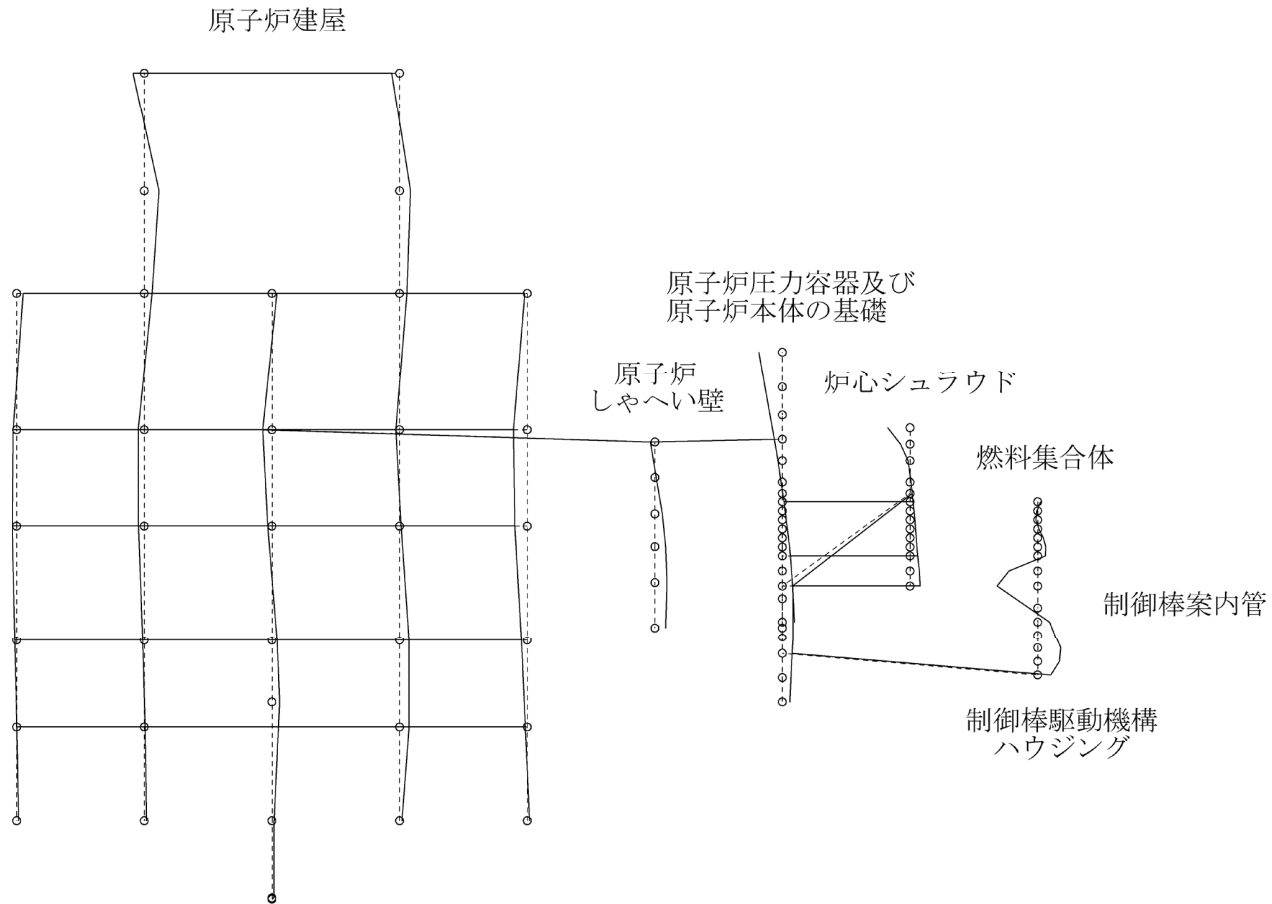 原子炉建屋
原子炉圧力容器及び
原子炉本体の基礎
原子炉
しゃへい壁
炉心シュラウド
燃料集合体
制御棒案内管
制御棒駆動機構
ハウジング